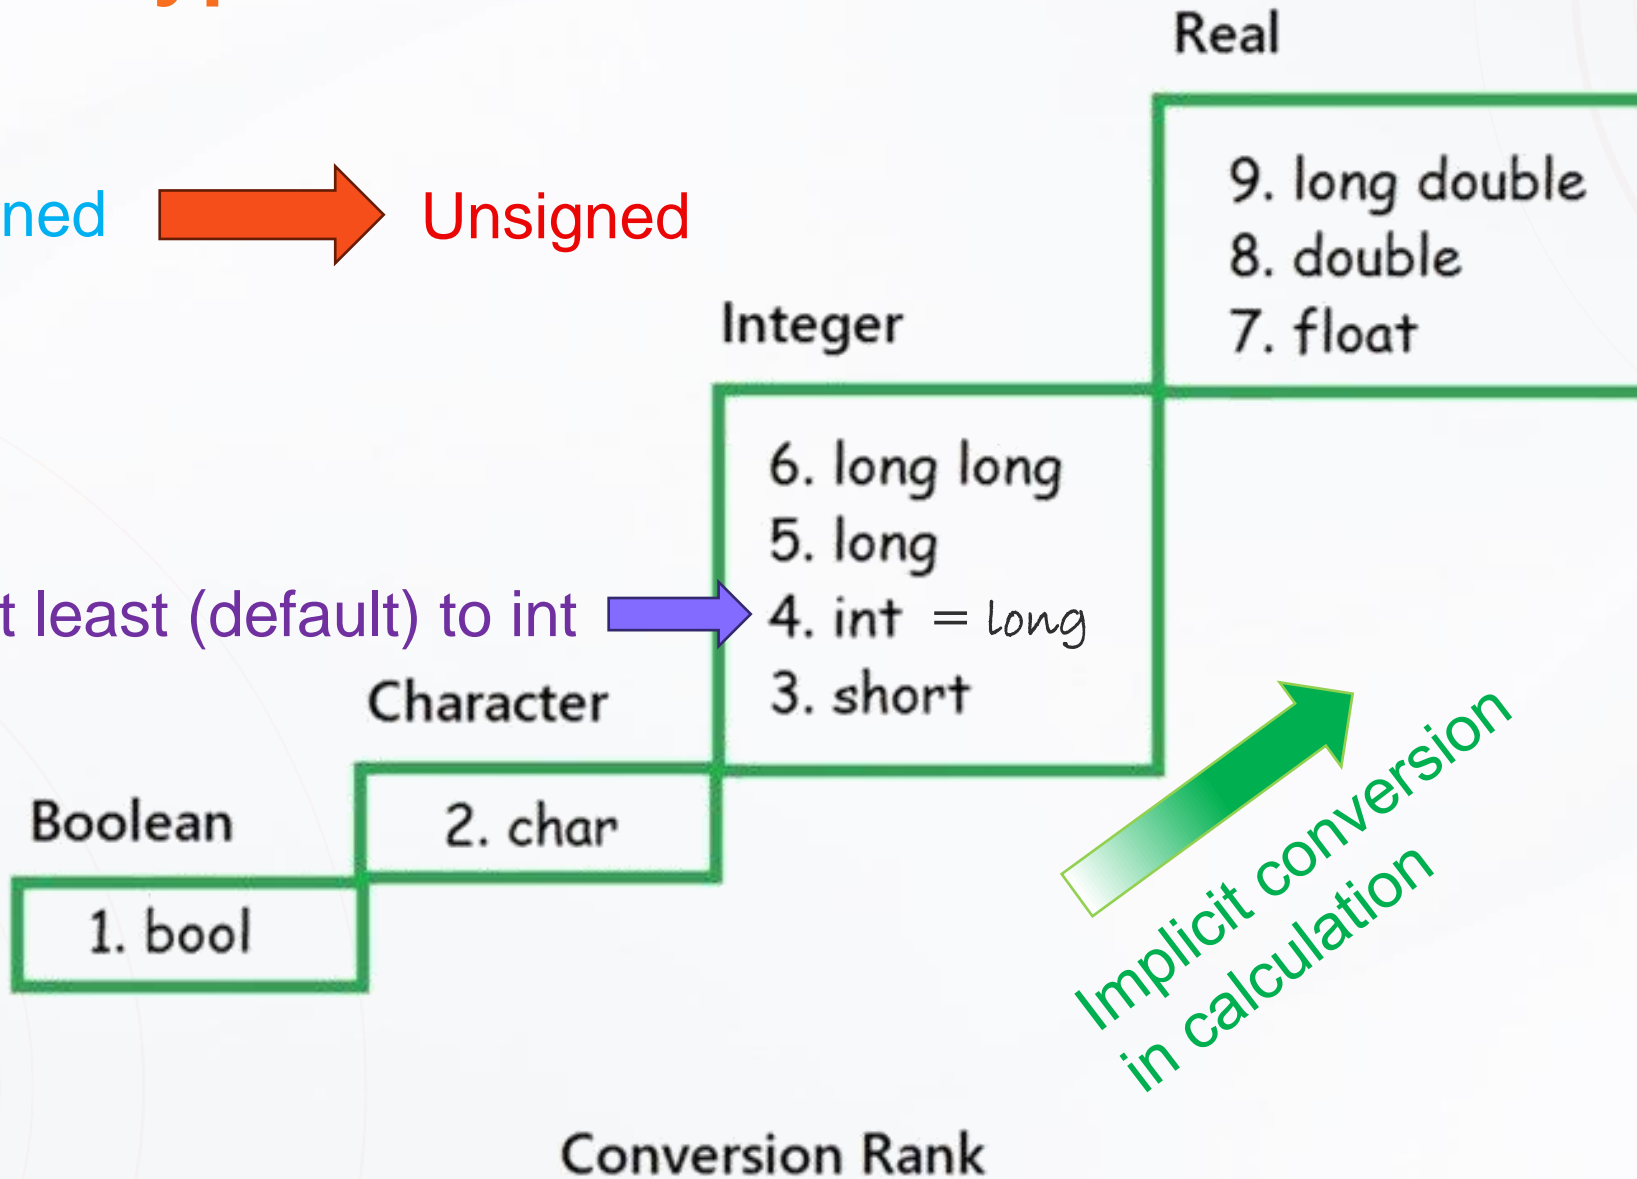 Real
9. long double
8. double
7. float
ned Unsigned
Integer
6. long long
5. long
4. int = long
3. short
t least (default) to int
Character
2. char
Boolean
1. bool
Implicit conversion
in calculation
Conversion Rank